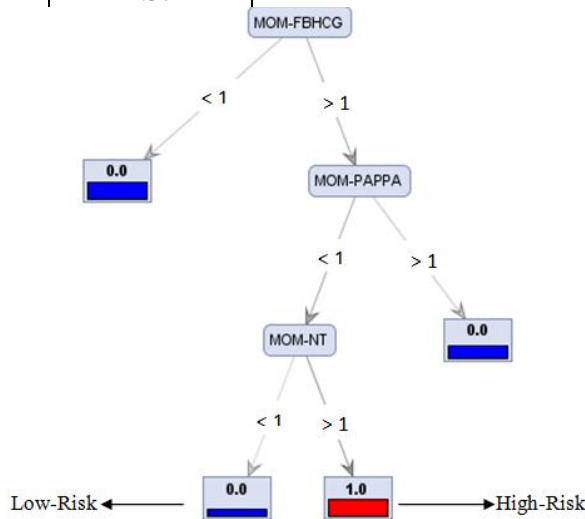 MOM-FBHCG
< 1
> 1
0.0
MOM-PAPPA
< 1
> 1
MOM-NT
0.0
< 1
> 1
0.0
1.0
Low-Risk
High-Risk